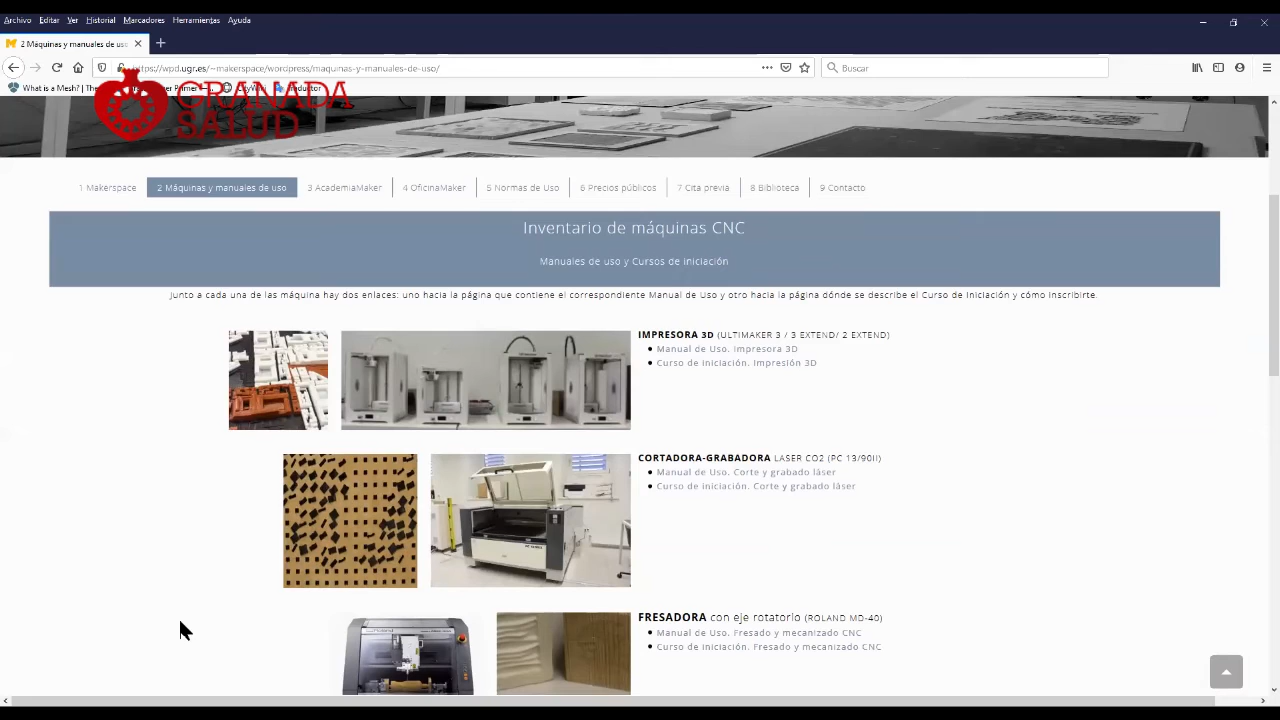 Archivo Editar Ver Historial Marcadores Herramientas Ayuda
2 Máquinas y manuales de uso
https://wpd.ugr.es/~makerspace/wordpress/maquinas-y-manuales-de-uso/
Buscar
What is a Mesh? | The
GRANADA
SALUD
1 Makerspace 2 Máquinas y manuales de uso 3 AcademiaMaker 4 OficinaMaker 5 Normas de Uso 6 Precios públicos 7 Cita previa 8 Biblioteca 9 Contacto
Inventario de máquinas CNC
Manuales de uso y Cursos de iniciación
Junto a cada una de las máquina hay dos enlaces: uno hacia la página que contiene el correspondiente Manual de Uso y otro hacia la página dónde se describe el Curso de Iniciación y cómo inscribirte.
IMPRESORA 3D (ULTIMAKER 3 / 3 EXTEND/ 2 EXTEND)
Manual de Uso. Impresora 3D
Curso de iniciación. Impresión 3D
CORTADORA-GRABADORA LASER CO2 (PC 13/90II)
Manual de Uso. Corte y grabado láser
Curso de iniciación. Corte y grabado láser
FRESADORA con eje rotatorio (ROLAND MD-40)
Manual de Uso. Fresado y mecanizado CNC
Curso de iniciación. Fresado y mecanizado CNC